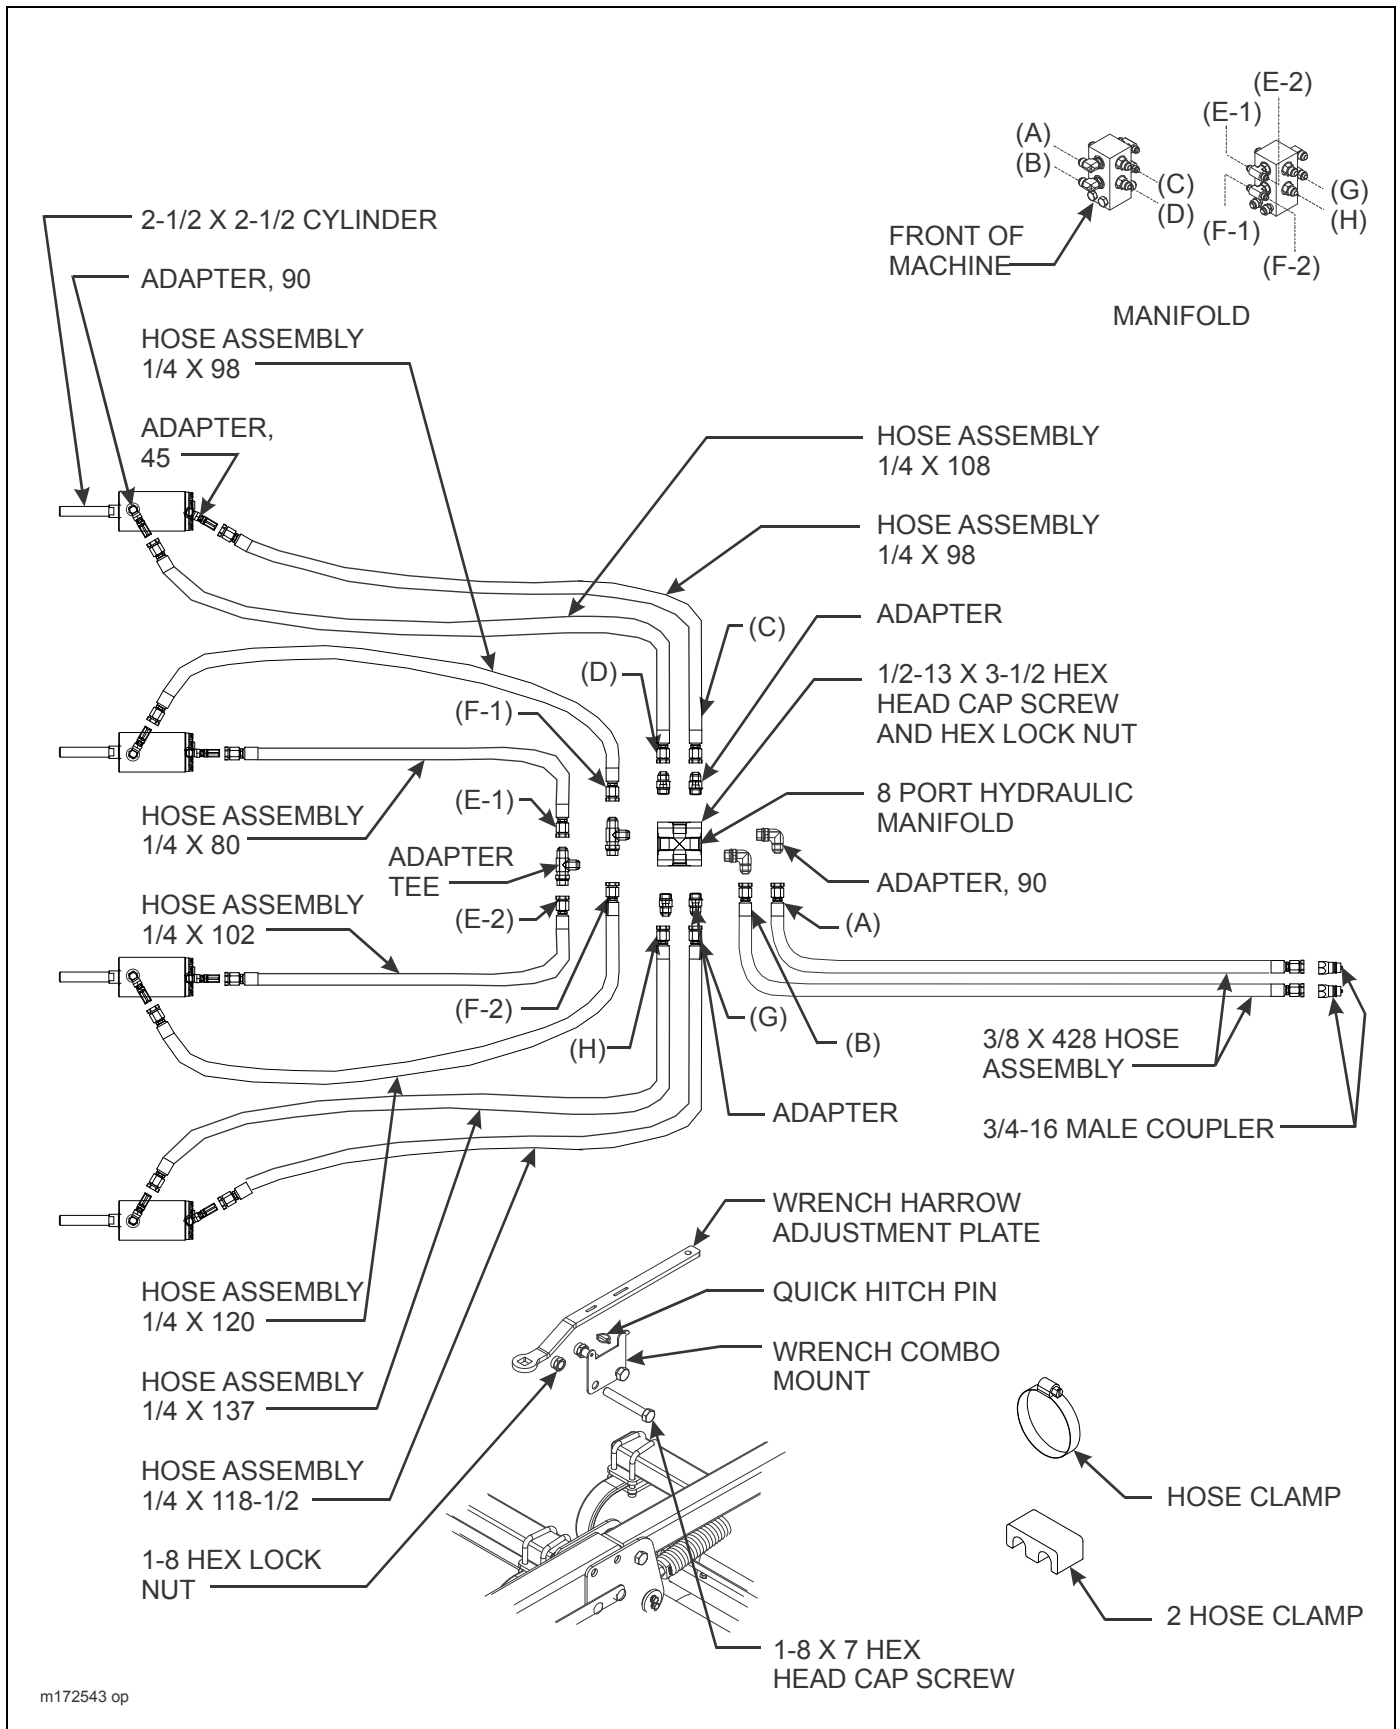 (E-2)
(E-1)
(A)
(B)
(C)
(D)
(G)
(H)
(F-1)
(F-2)
FRONT OF
MACHINE
MANIFOLD
2-1/2 X 2-1/2 CYLINDER
ADAPTER, 90
HOSE ASSEMBLY
1/4 X 98
ADAPTER,
45
HOSE ASSEMBLY
1/4 X 108
HOSE ASSEMBLY
1/4 X 98
ADAPTER
(C)
(D)
1/2-13 X 3-1/2 HEX
HEAD CAP SCREW
AND HEX LOCK NUT
(F-1)
(E-1)
8 PORT HYDRAULIC
MANIFOLD
HOSE ASSEMBLY
1/4 X 80
ADAPTER
TEE
ADAPTER, 90
HOSE ASSEMBLY
1/4 X 102
(E-2)
(A)
(F-2)
(G)
(H)
(B)
3/8 X 428 HOSE
ASSEMBLY
ADAPTER
3/4-16 MALE COUPLER
WRENCH HARROW
ADJUSTMENT PLATE
HOSE ASSEMBLY
1/4 X 120
QUICK HITCH PIN
WRENCH COMBO
MOUNT
HOSE ASSEMBLY
1/4 X 137
HOSE ASSEMBLY
1/4 X 118-1/2
HOSE CLAMP
1-8 HEX LOCK
NUT
2 HOSE CLAMP
1-8 X 7 HEX
HEAD CAP SCREW
m172543 op